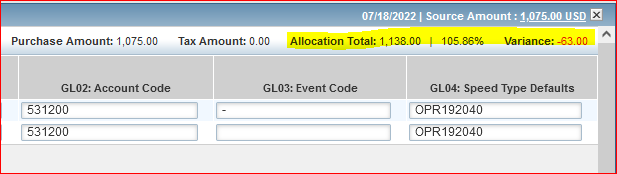 07/18/2022 | Source Amount : 1,075.00 USD
Purchase Amount: 1,075.00 Tax Amount: 0.00 Allocation Total: 1,138.00 | 105.86% Variance: -63.00
GL02: Account Code GL03: Event Code GL04: Speed Type Defaults
531200 - OPR192040
531200 OPR192040